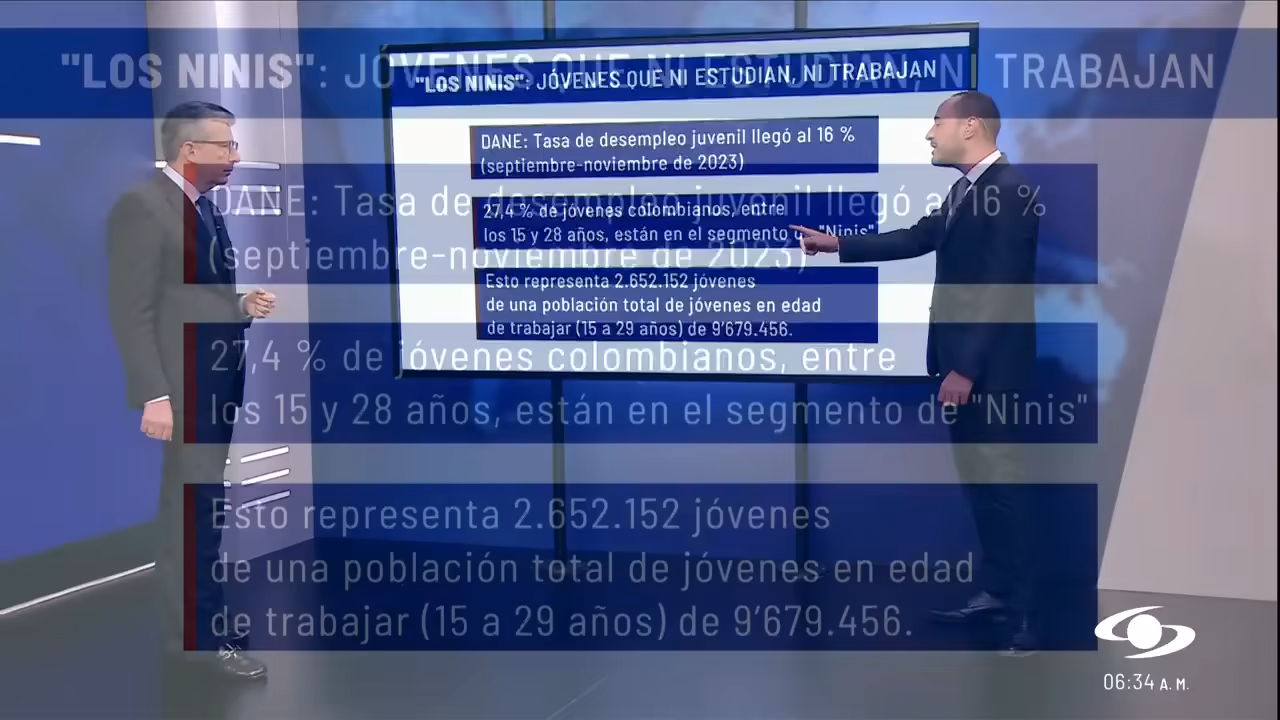 "LOS NINIS": JÓVENES QUE NI ESTUDIAN, NI TRABAJAN
DANE: Tasa de desempleo juvenil llegó al 16 %
(septiembre-noviembre de 2023)
27,4 % de jóvenes colombianos, entre
los 15 y 28 años, están en el segmento de "Ninis"
Esto representa 2.652.152 jóvenes
de una población total de jóvenes en edad
de trabajar (15 a 29 años) de 9'679.456.
"LOS NINIS": JÓVENES QUE NI ESTUDIAN, NI TRABAJAN
DANE: Tasa de desempleo juvenil llegó al 16 %
(septiembre-noviembre de 2023)
27,4 % de jóvenes colombianos, entre
los 15 y 28 años, están en el segmento de "Ninis"
Esto representa 2.652.152 jóvenes
de una población total de jóvenes en edad
de trabajar (15 a 29 años) de 9'679.456.
06:34 A.M.